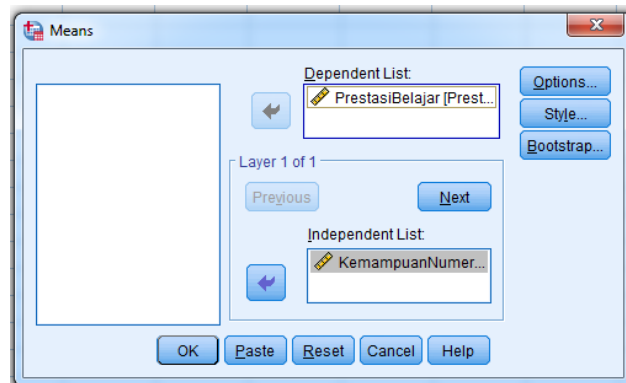 Means
Dependent List:
PrestasiBelajar [Prest...
Options...
Style...
Bootstrap...
Layer 1 of 1
Previous
Next
Independent List:
KemampuanNumer...
OK
Paste
Reset
Cancel
Help